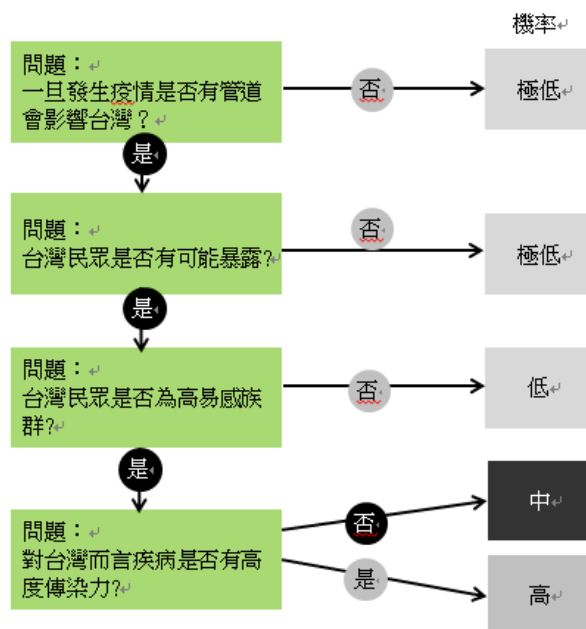 機率
問題：
一旦發生疫情是否有管道
會影響台灣？
否
極低
是
問題：
台灣民眾是否有可能暴露?
否
極低
是
問題：
台灣民眾是否為高易感族
群?
否
低
是
問題：
對台灣而言疾病是否有高
度傳染力?
否
中
是
高